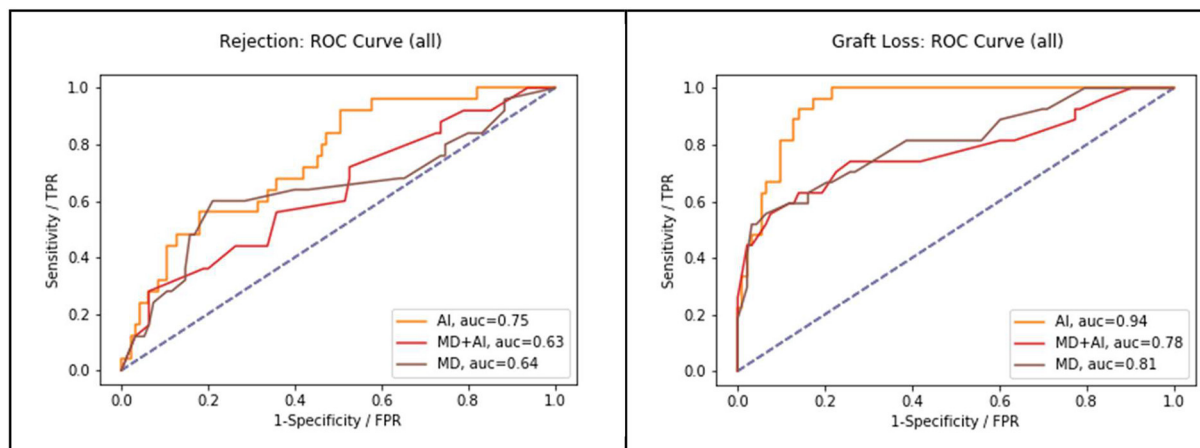 Rejection: ROC Curve (all)
1.0
0.8
0.6
0.4
0.2
0.0
Sensitivity / TPR
AI, auc=0.75
MD+AI, auc=0.63
MD, auc=0.64
0.0 0.2 0.4 0.6 0.8 1.0
1-Specificity / FPR
Graft Loss: ROC Curve (all)
1.0
0.8
0.6
0.4
0.2
0.0
Sensitivity / TPR
AI, auc=0.94
MD+AI, auc=0.78
MD, auc=0.81
0.0 0.2 0.4 0.6 0.8 1.0
1-Specificity / FPR